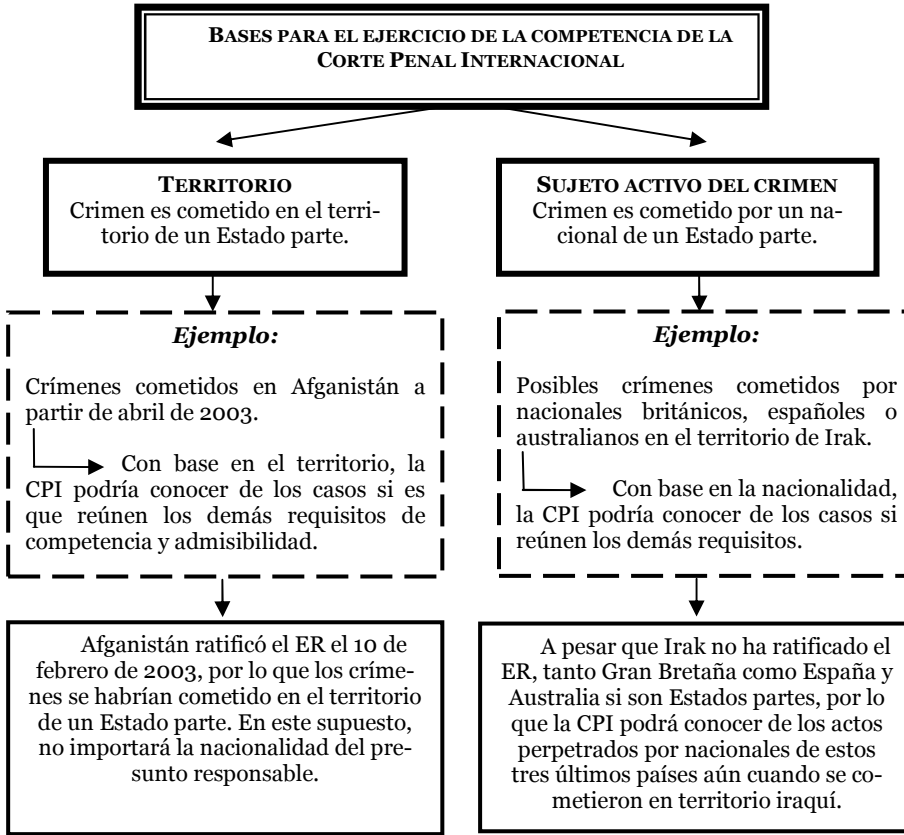 BASES PARA EL EJERCICIO DE LA COMPETENCIA DE LA
CORTE PENAL INTERNACIONAL
TERRITORIO
Crimen es cometido en el terri-
torio de un Estado parte.
SUJETO ACTIVO DEL CRIMEN
Crimen es cometido por un na-
cional de un Estado parte.
Ejemplo:
Crímenes cometidos en Afganistán a
partir de abril de 2003.
Con base en el territorio, la
CPI podría conocer de los casos si es
que reúnen los demás requisitos de
competencia y admisibilidad.
Ejemplo:
Posibles crímenes cometidos por
nacionales británicos, españoles o
australianos en el territorio de Irak.
Con base en la nacionalidad,
la CPI podría conocer de los casos si
reúnen los demás requisitos.
Afganistán ratificó el ER el 10 de
febrero de 2003, por lo que los críme-
nes se habrían cometido en el territorio
de un Estado parte. En este supuesto,
no importará la nacionalidad del pre-
sunto responsable.
A pesar que Irak no ha ratificado el
ER, tanto Gran Bretaña como España y
Australia si son Estados partes, por lo
que la CPI podrá conocer de los actos
perpetrados por nacionales de estos
tres últimos países aún cuando se co-
metieron en territorio iraquí.